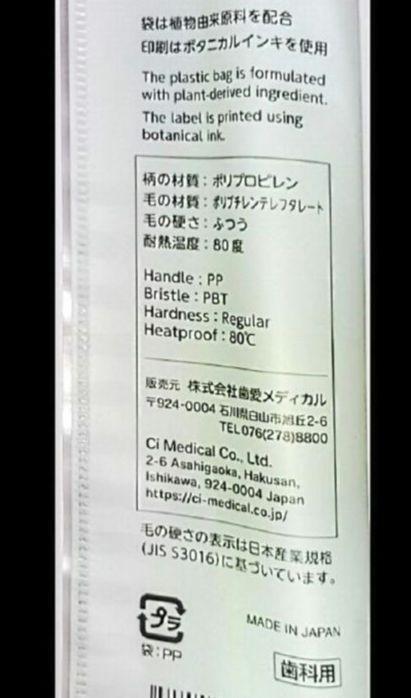 袋は植物由来原料を配合
印刷はボタニカルインキを使用
The plastic bag is formulated
with plant-derived ingredient.
The label is printed using
botanical ink.
柄の材質：ポリプロピレン
毛の材質：ポリブチレンテレフタレート
毛の硬さ：ふつう
耐熱温度：80度
Handle : PP
Bristle : PBT
Hardness : Regular
Heatproof : 80℃
販売元 株式会社歯愛メディカル
〒924-0004 石川県白山市旭丘2-6
TEL 076(278)8800
Ci Medical Co., Ltd.
2-6 Asahigaoka, Hakusan,
Ishikawa, 924-0004 Japan
https://ci-medical.co.jp/
毛の硬さの表示は日本産業規格
(JIS S3016)に基づいています。
プラ
袋：PP
MADE IN JAPAN
歯科用